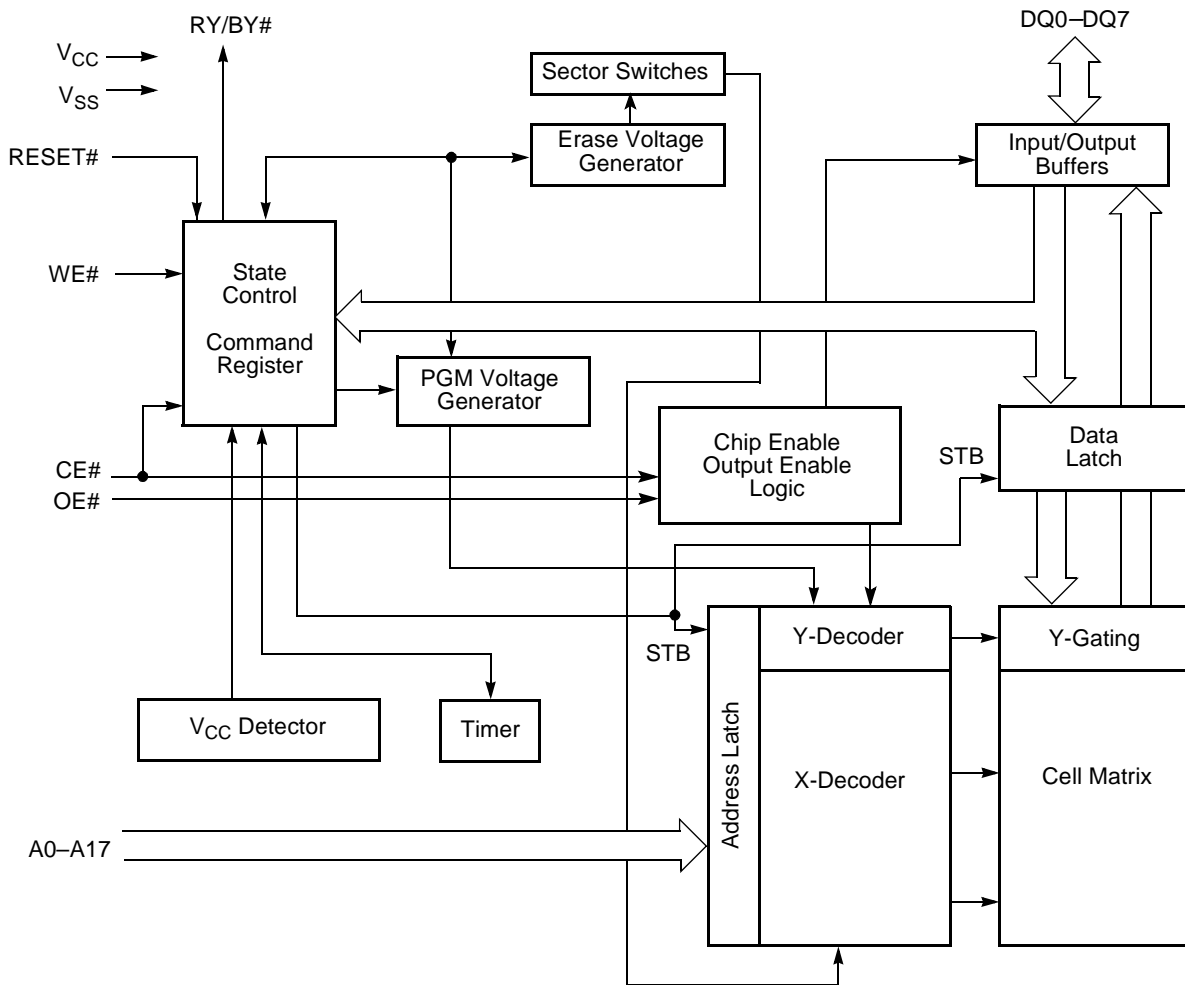 RY/BY#
DQ0–DQ7
VCC
VSS
Sector Switches
Erase Voltage
Generator
Input/Output
Buffers
RESET#
WE#
State
Control
Command
Register
PGM Voltage
Generator
Chip Enable
Output Enable
Logic
Data
Latch
STB
CE#
OE#
STB
Y-Decoder
Y-Gating
VCC Detector
Timer
Address Latch
X-Decoder
Cell Matrix
A0–A17